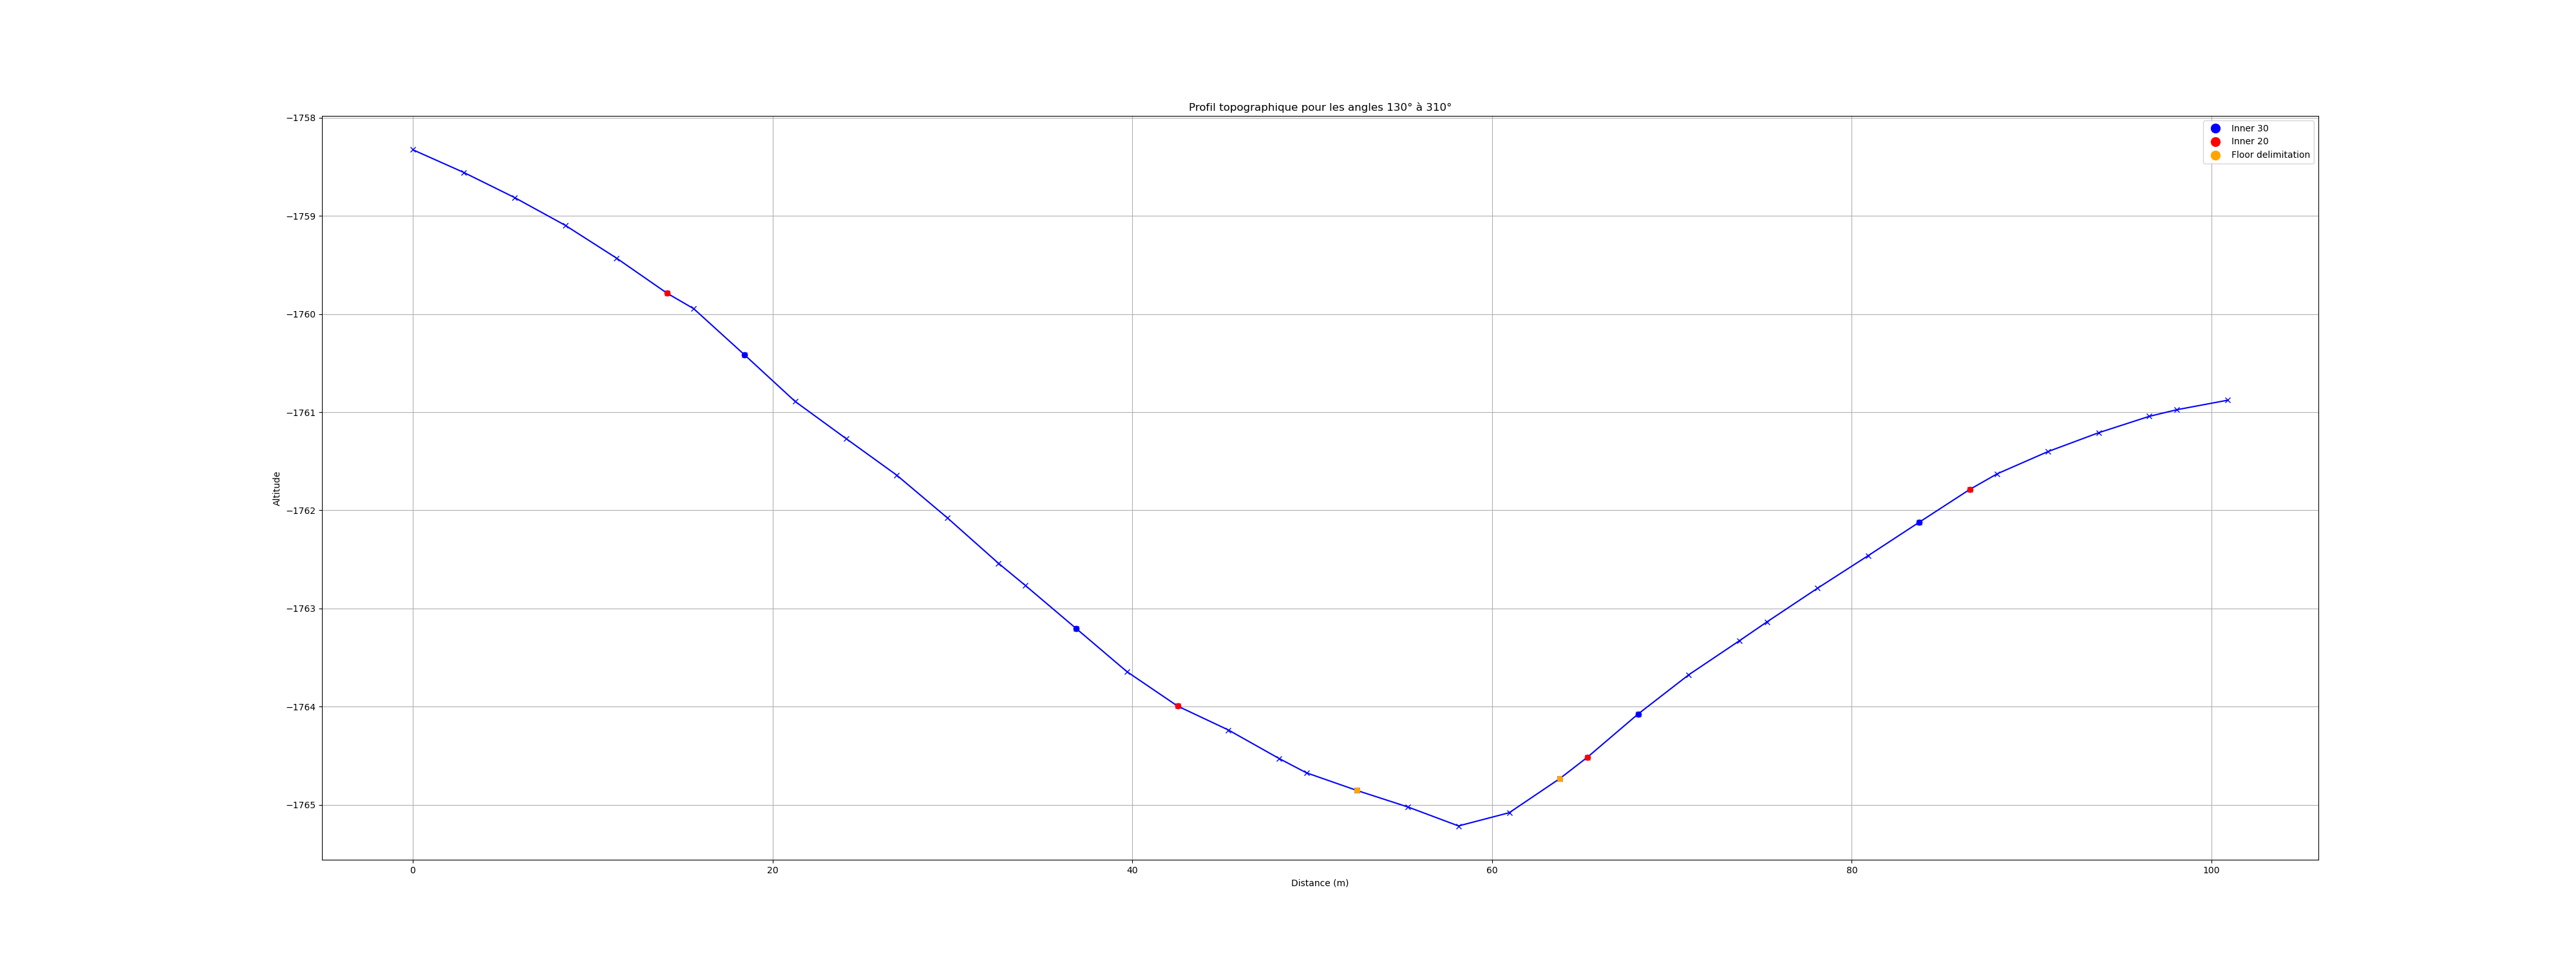 Profil topographique pour les angles 130° à 310°
Inner 30
Inner 20
Floor delimitation
Altitude
−1758
−1759
−1760
−1761
−1762
−1763
−1764
−1765
0 20 40 60 80 100
Distance (m)